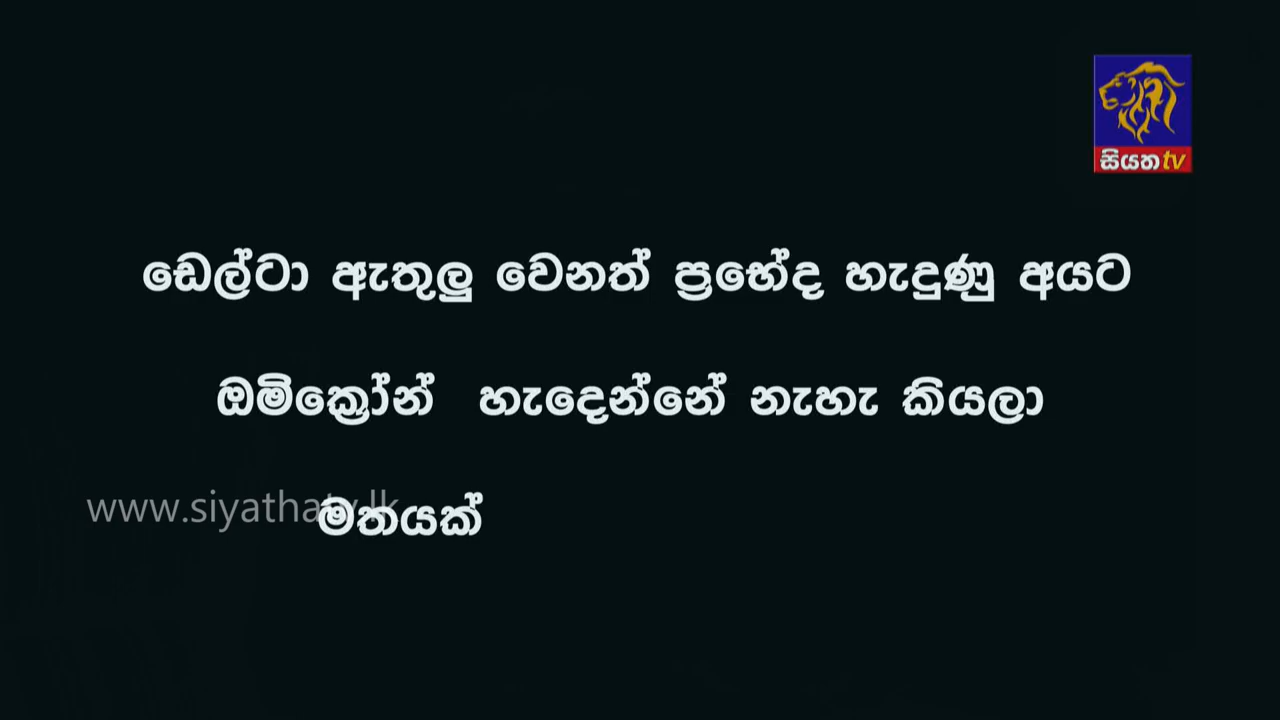 සියත tv
ඩෙල්ටා ඇතුලු වෙනත් ප්‍රභේද හැදුණු අයට
ඔමික්‍රෝන් හැදෙන්නේ නැහැ කියලා
www.siyathatv.lk
මතයක්